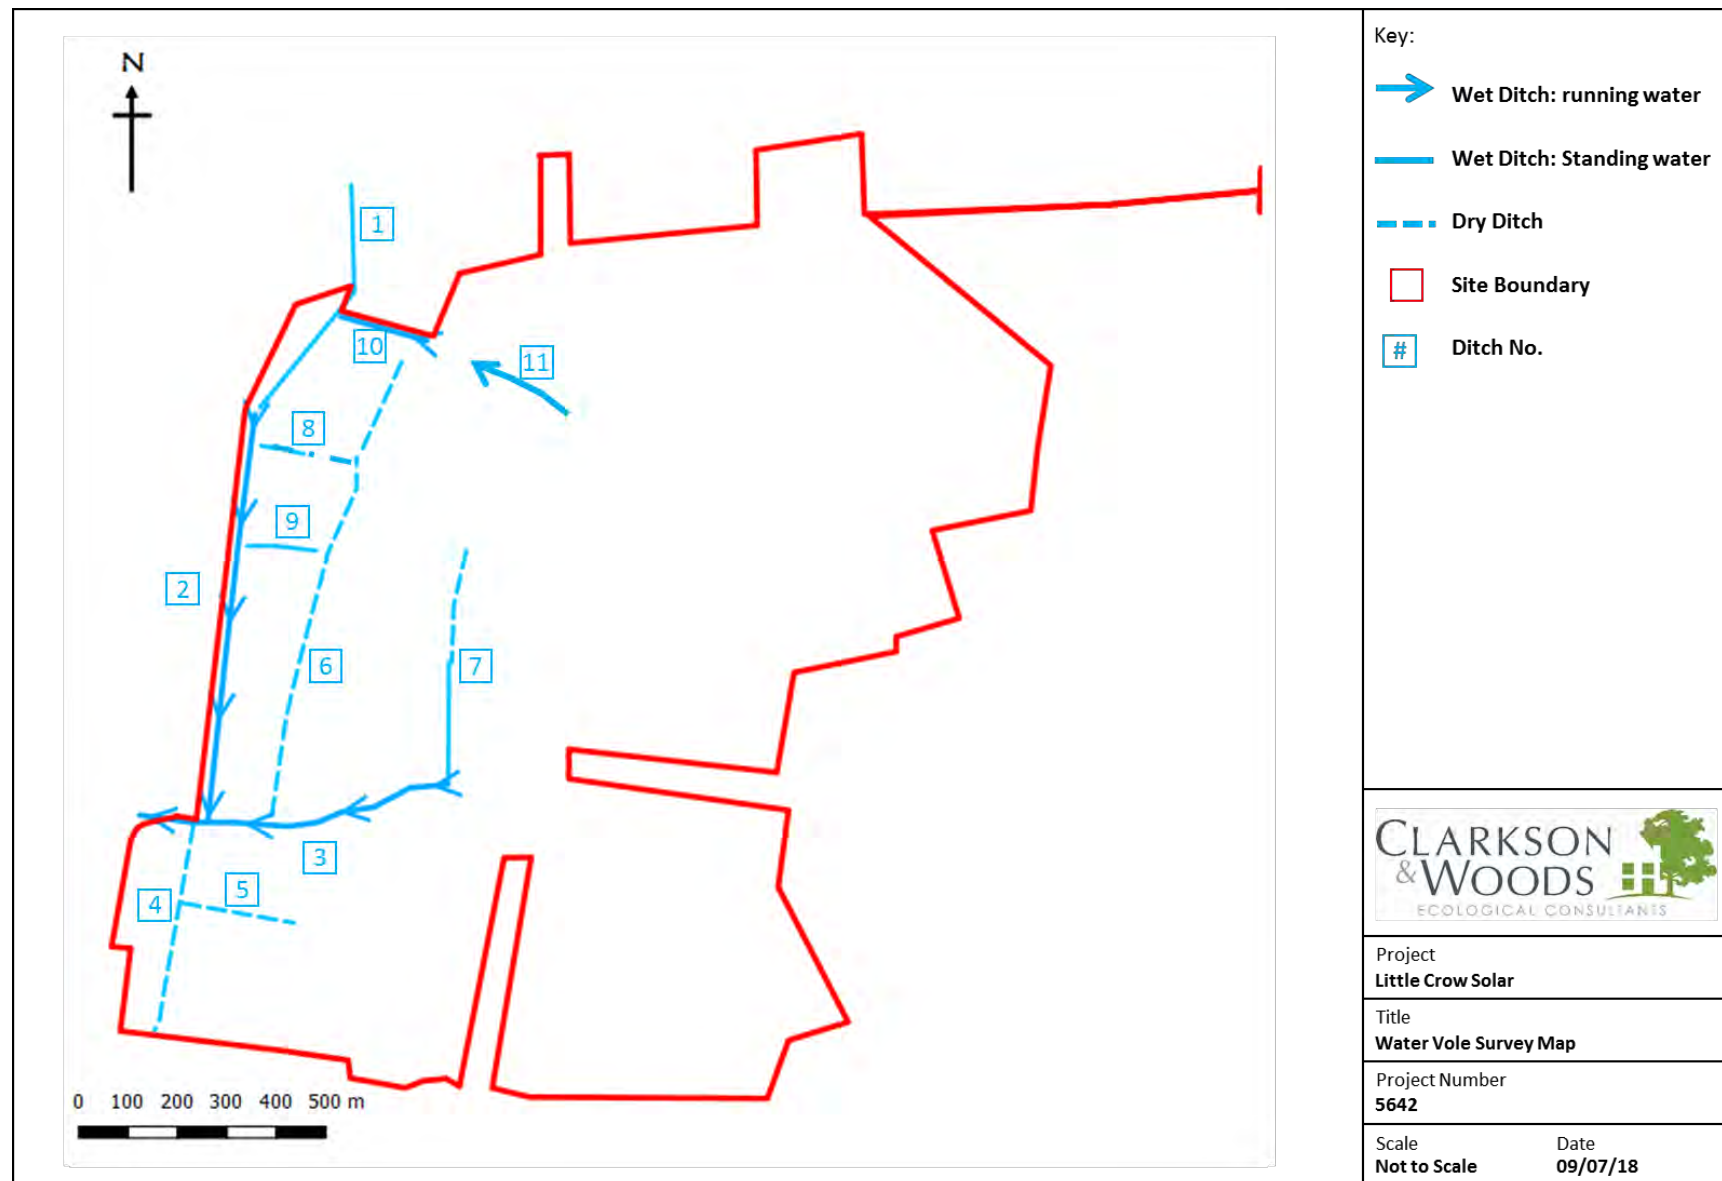 N
1
10
11
8
9
2
6
7
3
5
4
0 100 200 300 400 500 m
Key:
Wet Ditch: running water
Wet Ditch: Standing water
Dry Ditch
Site Boundary
# Ditch No.
CLARKSON
& WOODS
ECOLOGICAL CONSULTANTS
Project
Little Crow Solar
Title
Water Vole Survey Map
Project Number
5642
Scale Date
Not to Scale 09/07/18